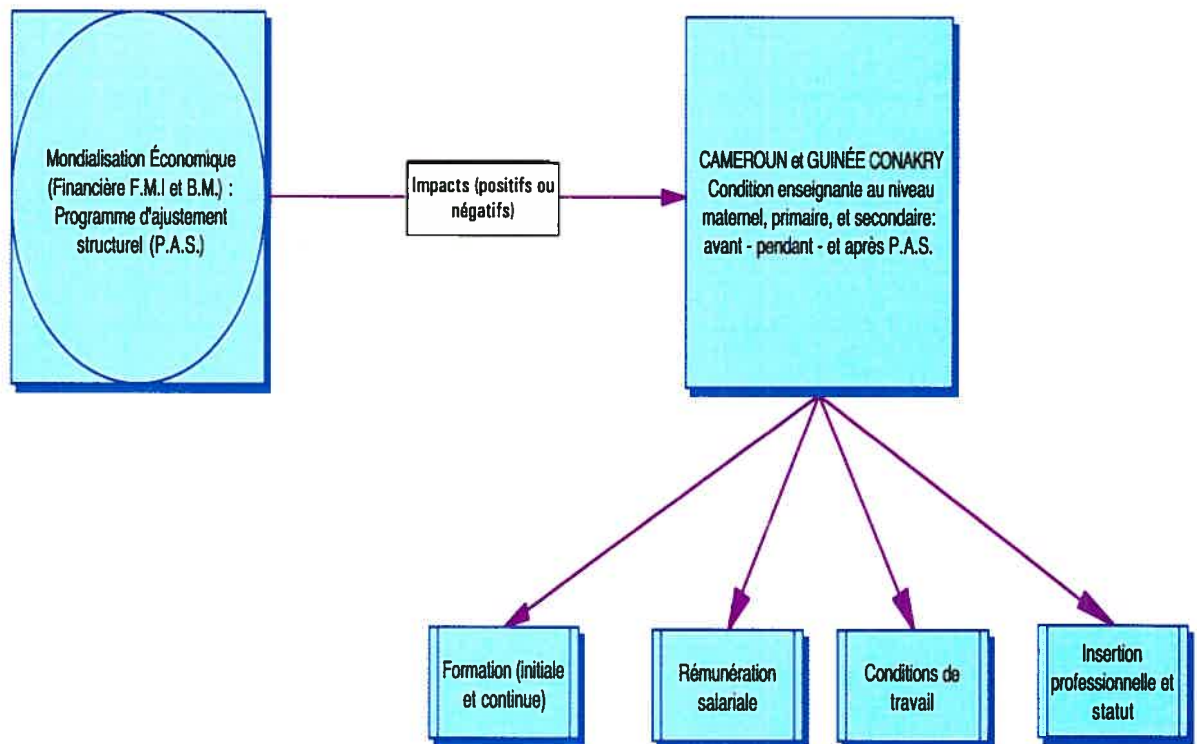 Mondialisation Économique
(Financière F.M.I et B.M.) :
Programme d'ajustement
structurel (P.A.S.)
Impacts (positifs ou
négatifs)
CAMEROUN et GUINÉE CONAKRY
Condition enseignante au niveau
maternel, primaire, et secondaire:
avant - pendant - et après P.A.S.
Formation (initiale
et continue)
Rémunération
salariale
Conditions de
travail
Insertion
professionnelle et
statut